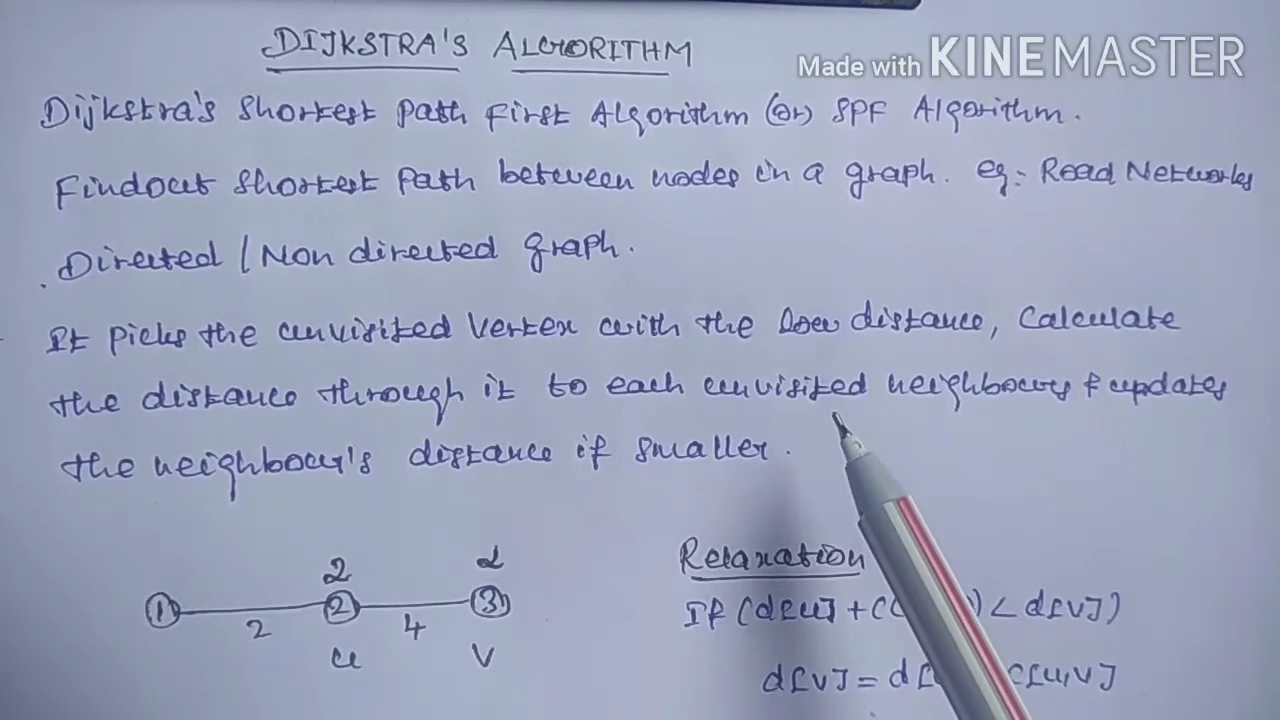 DIJKSTRA'S ALGORITHM
Made with KINEMASTER
Dijkstra's Shortest Path First Algorithm (or) SPF Algorithm.
Findout Shortest Path between nodes in a graph. eg: Road Networks
Directed / Non directed graph.
It picks the unvisited Vertex with the low distance, Calculate
the distance through it to each unvisited neighbours & updates
the neighbour's distance if smaller.
2 α
1 2 3
2 4
u v
Relaxation
If (d[u] + C( ) < d[v])
d[v] = d[ C[u,v]